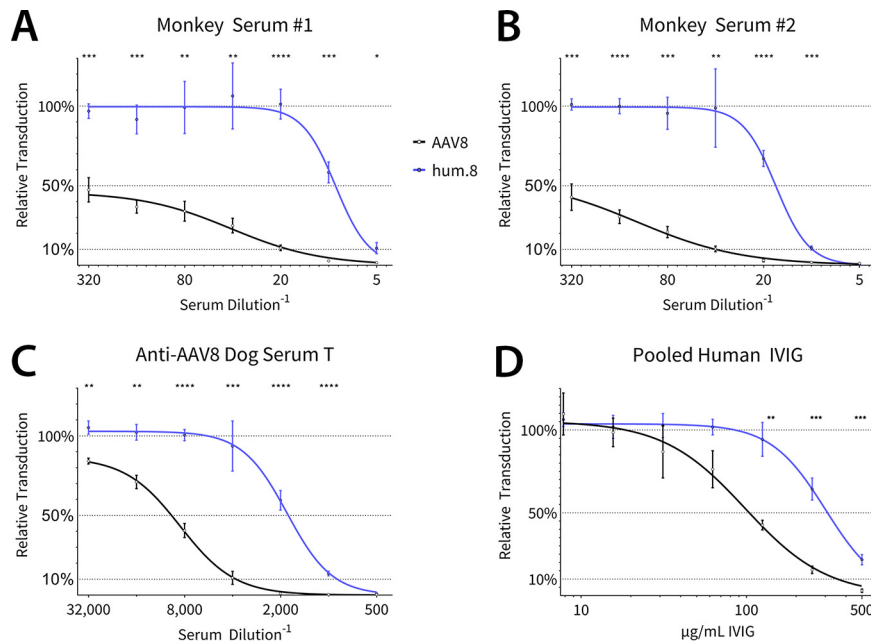 A
Monkey Serum #1
*** *** ** ** **** *** *
Relative Transduction
100%
50%
10%
320 80 20 5
Serum Dilution-1
AAV8
hum.8
B
Monkey Serum #2
*** **** *** ** **** ***
Relative Transduction
100%
50%
10%
320 80 20 5
Serum Dilution-1
C
Anti-AAV8 Dog Serum T
** ** **** *** **** ****
Relative Transduction
100%
50%
10%
32,000 8,000 2,000 500
Serum Dilution-1
D
Pooled Human IVIG
** *** ***
Relative Transduction
100%
50%
10%
10 100 500
µg/mL IVIG